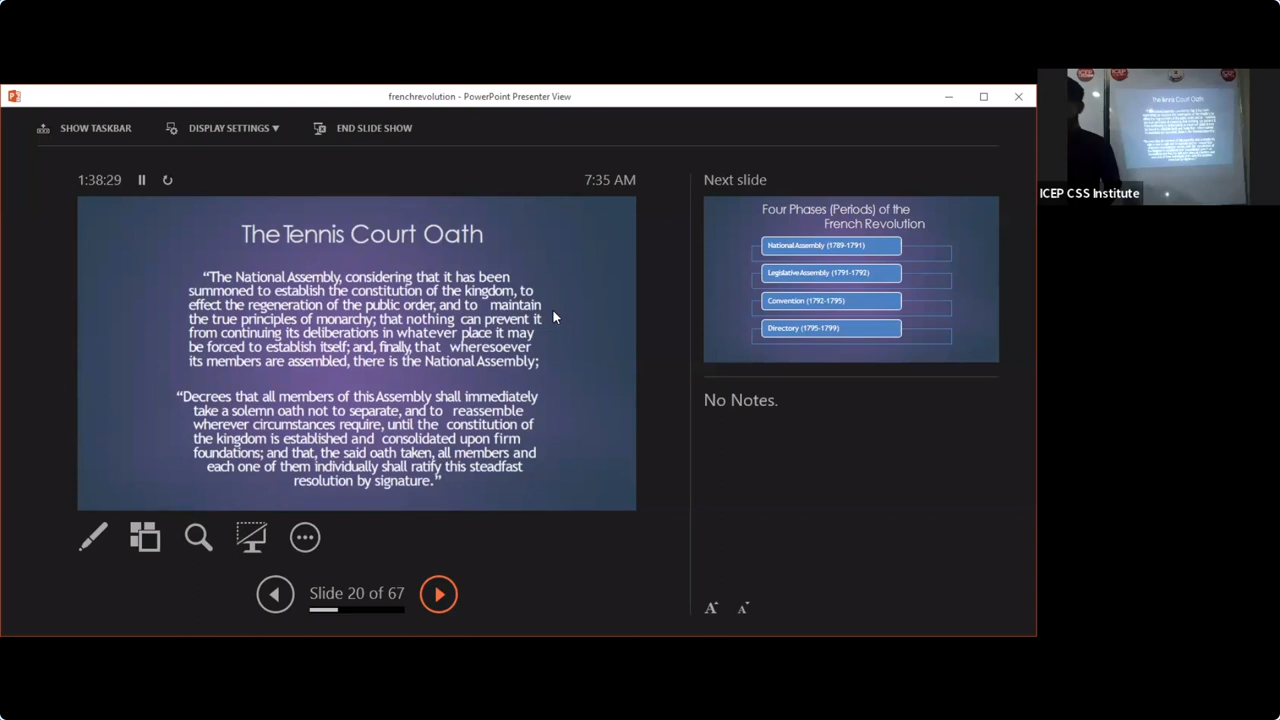 frenchrevolution - PowerPoint Presenter View
SHOW TASKBAR
DISPLAY SETTINGS ▼
END SLIDE SHOW
1:38:29
7:35 AM
The Tennis Court Oath
“The National Assembly, considering that it has been
summoned to establish the constitution of the kingdom, to
effect the regeneration of the public order, and to maintain
the true principles of monarchy; that nothing can prevent it
from continuing its deliberations in whatever place it may
be forced to establish itself; and, finally, that wheresoever
its members are assembled, there is the National Assembly;
“Decrees that all members of this Assembly shall immediately
take a solemn oath not to separate, and to reassemble
wherever circumstances require, until the constitution of
the kingdom is established and consolidated upon firm
foundations; and that, the said oath taken, all members and
each one of them individually shall ratify this steadfast
resolution by signature.”
Slide 20 of 67
Next slide
Four Phases (Periods) of the
French Revolution
National Assembly (1789-1791)
Legislative Assembly (1791-1792)
Convention (1792-1795)
Directory (1795-1799)
No Notes.
A A
The Tennis Court Oath
ICEP CSS Institute